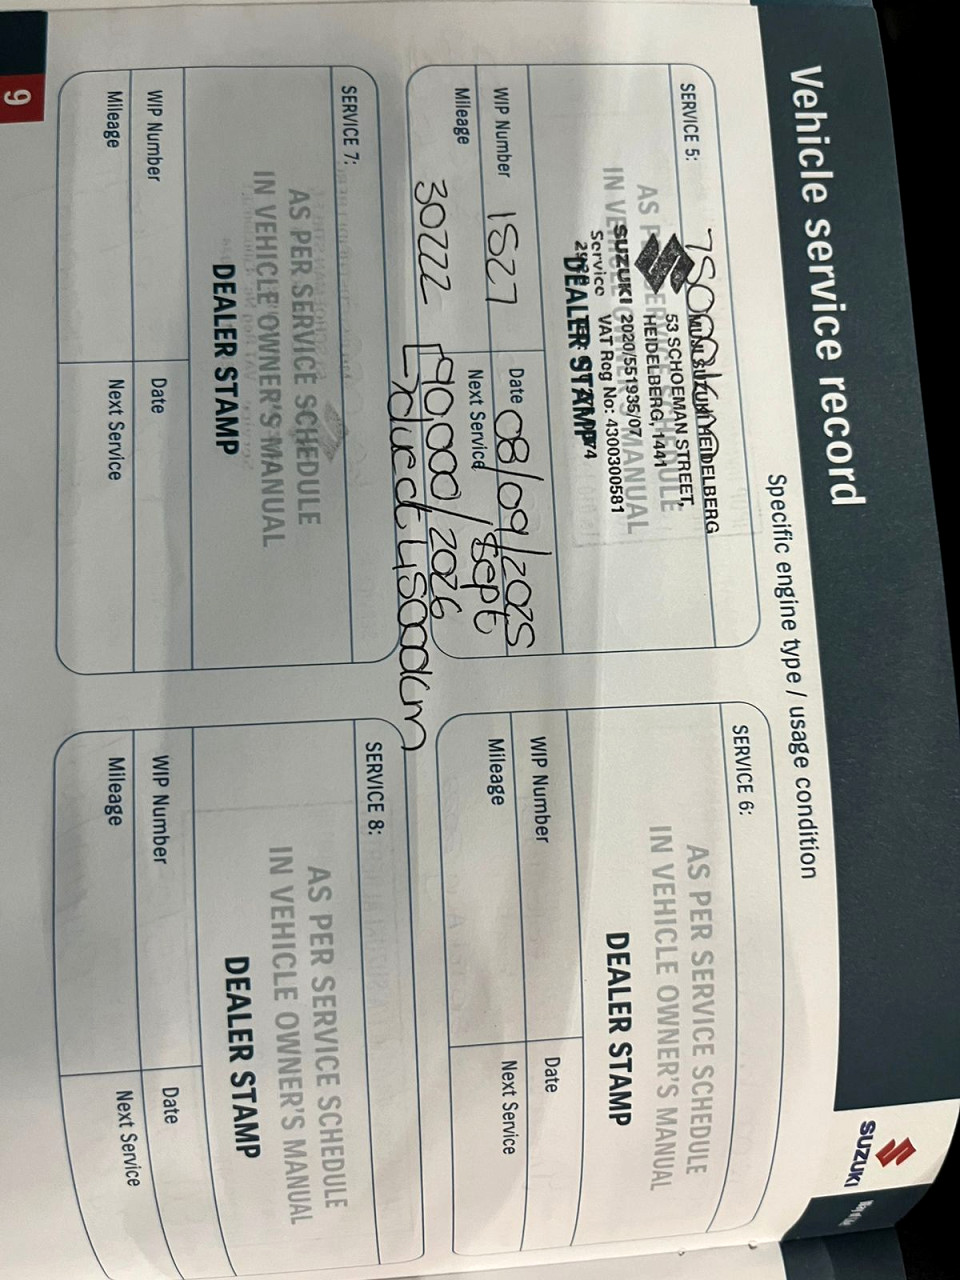 Vehicle service record
SUZUKI
Specific engine type / usage condition
SERVICE 5: 75000km
MUNI SUZUKI HEIDELBERG
53 SCHOEMAN STREET,
HEIDELBERG, 1441
SUZUKI 2020/551935/07
Service VAT Reg No: 4300300581
AS PER SERVICE SCHEDULE
IN VEHICLE OWNER'S MANUAL
DEALER STAMP
WIP Number 1527
Date 08/09/2025
Mileage 30222
Next Service 90000/Sept 2026
deduct 45000km
SERVICE 6:
AS PER SERVICE SCHEDULE
IN VEHICLE OWNER'S MANUAL
DEALER STAMP
WIP Number
Date
Mileage
Next Service
SERVICE 7:
AS PER SERVICE SCHEDULE
IN VEHICLE OWNER'S MANUAL
DEALER STAMP
WIP Number
Date
Mileage
Next Service
SERVICE 8:
AS PER SERVICE SCHEDULE
IN VEHICLE OWNER'S MANUAL
DEALER STAMP
WIP Number
Date
Mileage
Next Service
9